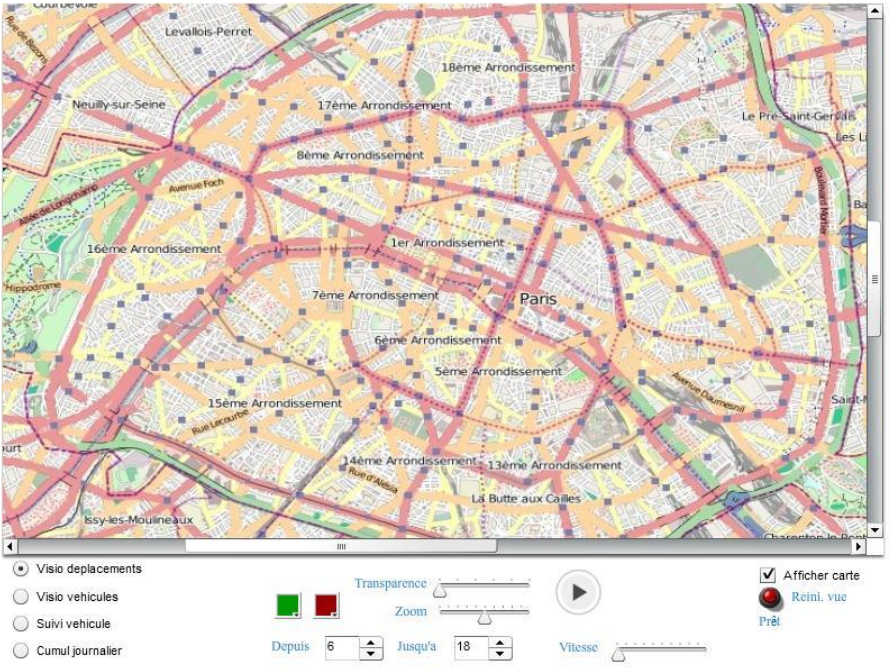 Courbevoie
Rue de Bezons
Levallois-Perret
18ème Arrondissement
Neuilly-sur-Seine
17ème Arrondissement
Le Pré-Saint-Gervais
Les Li
8ème Arrondissement
Avenue Foch
Allée de Longchamp
Boulevard Mortier
Ba
16ème Arrondissement
1er Arrondissement
Hippodrome
7ème Arrondissement
Paris
6ème Arrondissement
5ème Arrondissement
Avenue Daumesnil
15ème Arrondissement
Saint-M
Rue Lecourbe
ourt
14ème Arrondissement
13ème Arrondissement
Rue d'Alésia
La Butte aux Cailles
Issy-les-Moulineaux
Charenton-le-Pont
Visio deplacements
Visio vehicules
Suivi vehicule
Cumul journalier
Transparence
Zoom
Depuis 6 Jusqu'a 18 Vitesse
Afficher carte
Reini. vue
Prêt